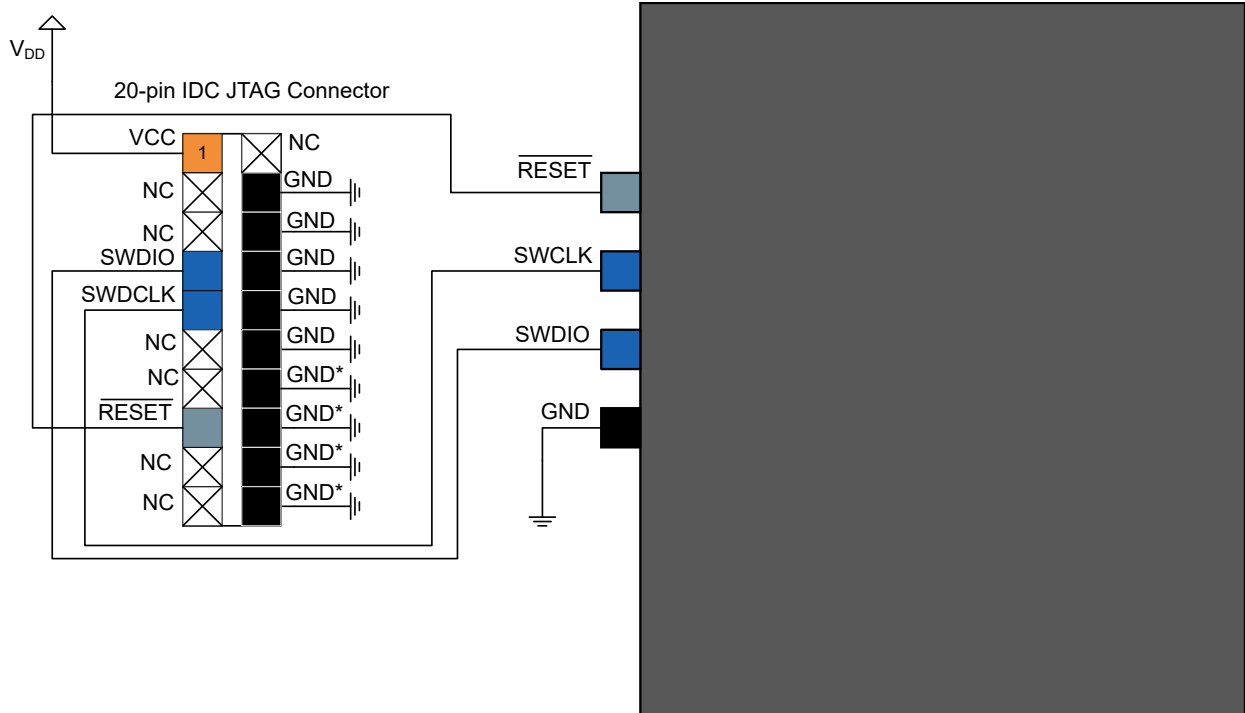 V_DD
20-pin IDC JTAG Connector
VCC
1
NC
NC
GND
NC
GND
SWDIO
GND
SWDCLK
GND
NC
GND
NC
GND*
RESET
GND*
NC
GND*
NC
GND*
RESET
SWCLK
SWDIO
GND